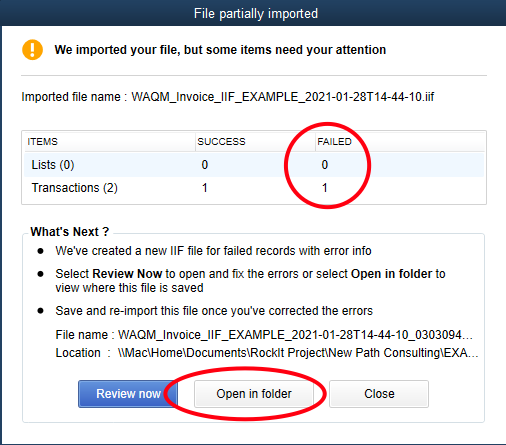 File partially imported
We imported your file, but some items need your attention
Imported file name : WAQM_Invoice_IIF_EXAMPLE_2021-01-28T14-44-10.iif
ITEMS SUCCESS FAILED
Lists (0) 0 0
Transactions (2) 1 1
What's Next ?
We've created a new IIF file for failed records with error info
Select Review Now to open and fix the errors or select Open in folder to
view where this file is saved
Save and re-import this file once you've corrected the errors
File name : WAQM_Invoice_IIF_EXAMPLE_2021-01-28T14-44-10_0303094...
Location : \\Mac\Home\Documents\RockIt Project\New Path Consulting\EXA...
Review now Open in folder Close